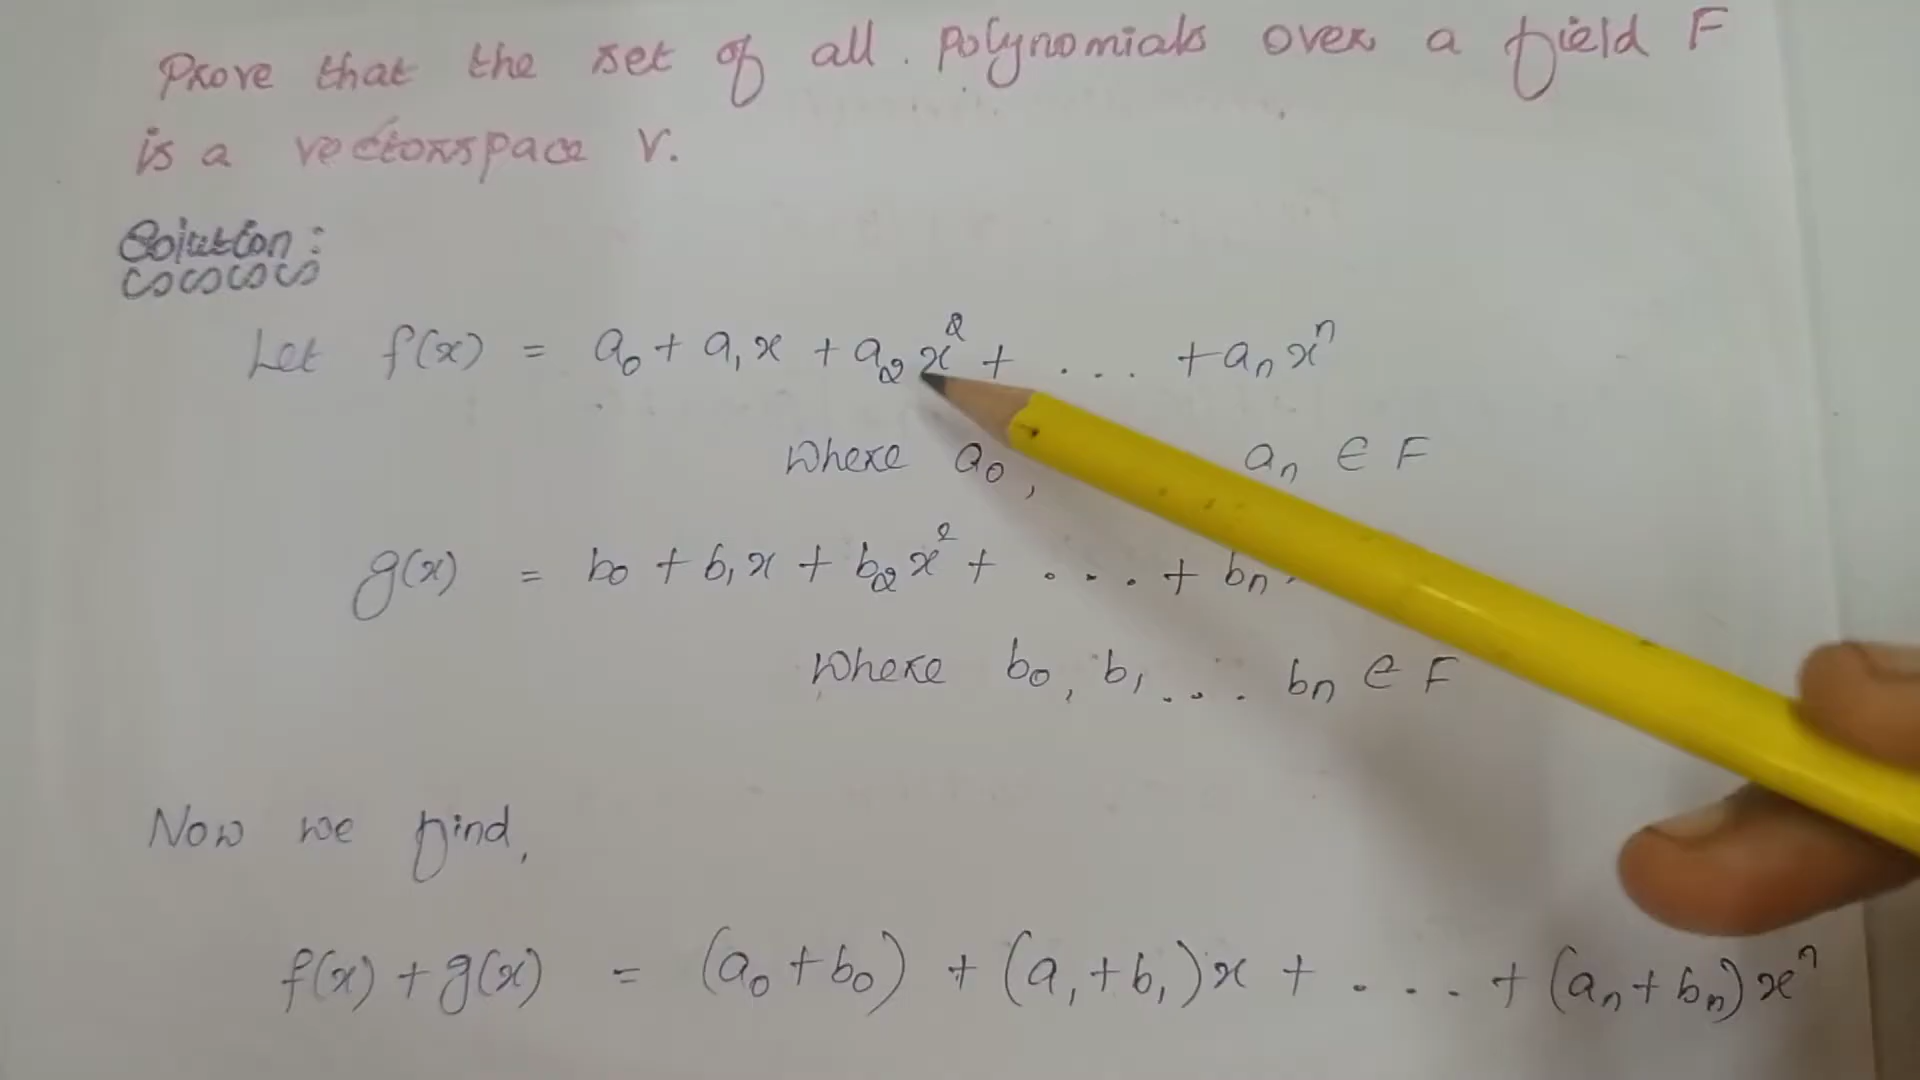 Prove that the set of all polynomials over a field F
is a vectorspace V.
Solution:
Let f(x) = a₀ + a₁x + a₂x² + ... + aₙxⁿ
where a₀, aₙ ∈ F
g(x) = b₀ + b₁x + b₂x² + ... + bₙ
where b₀, b₁ ... bₙ ∈ F
Now we find,
f(x) + g(x) = (a₀ + b₀) + (a₁ + b₁)x + ... + (aₙ + bₙ)xⁿ